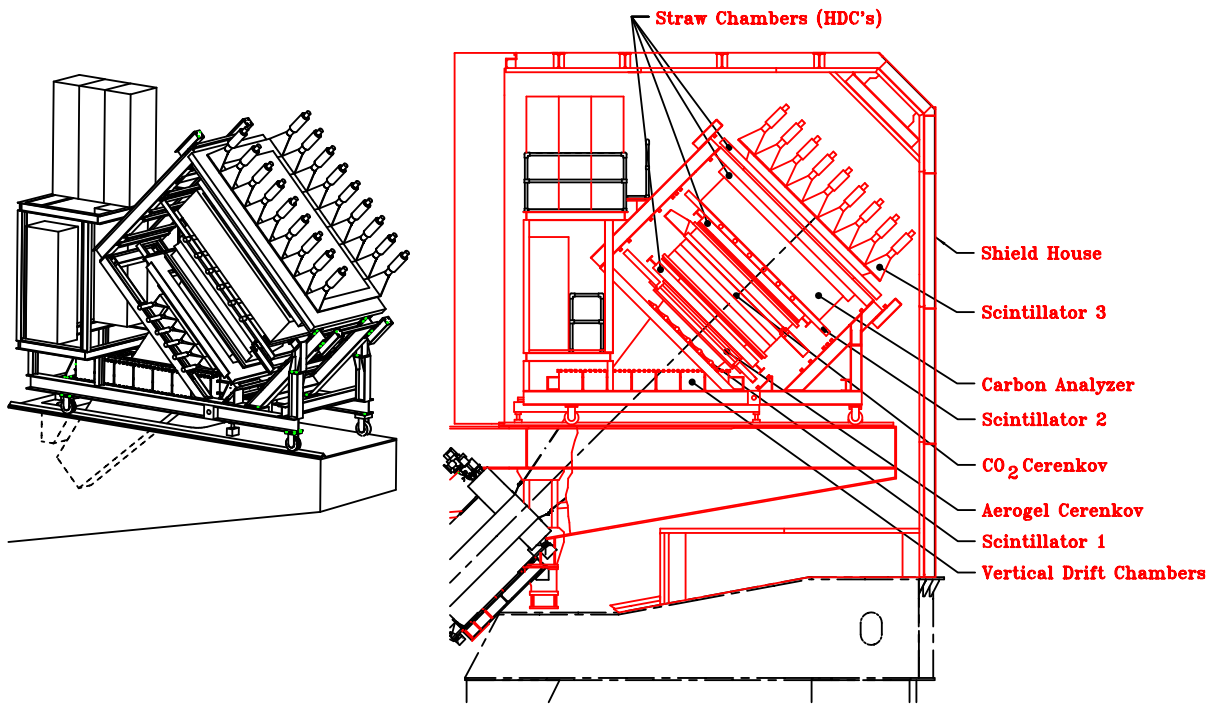 Straw Chambers (HDC's)
Shield House
Scintillator 3
Carbon Analyzer
Scintillator 2
CO2 Cerenkov
Aerogel Cerenkov
Scintillator 1
Vertical Drift Chambers